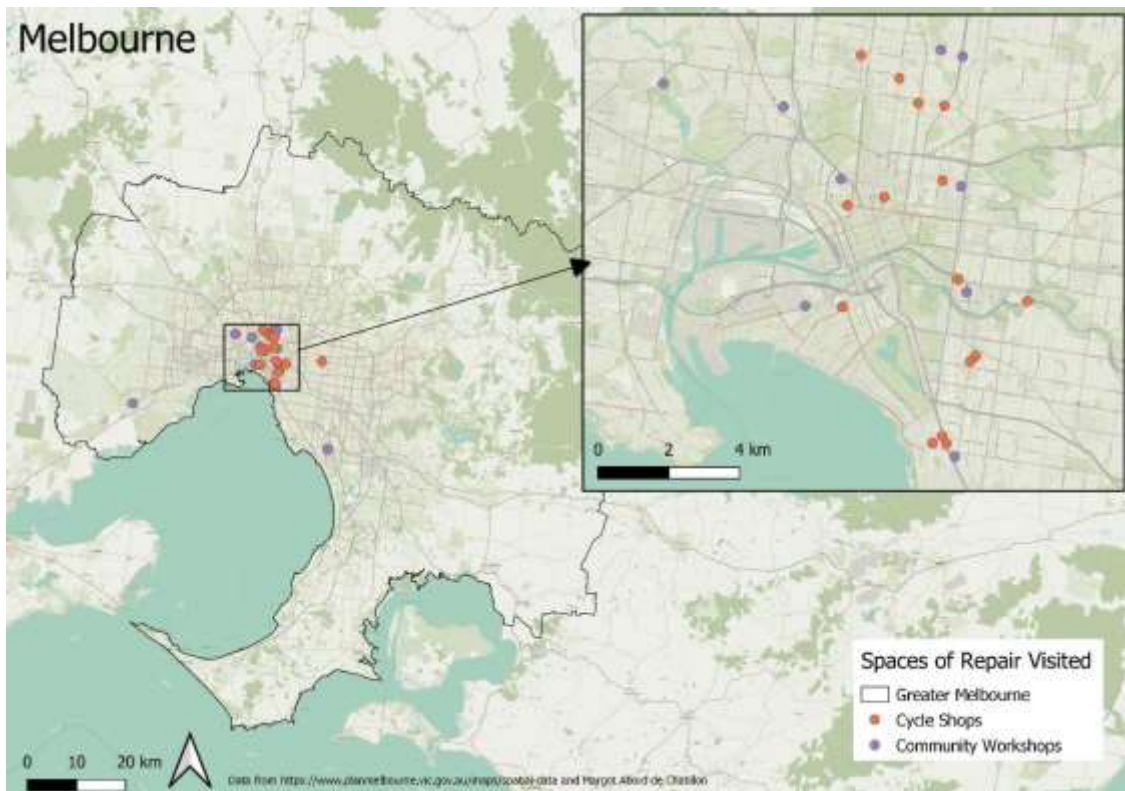 Melbourne
0 2 4 km
Spaces of Repair Visited
Greater Melbourne
Cycle Shops
Community Workshops
0 10 20 km
Data from https://www.planmelbourne.vic.gov.au/maps/spatial-data and Margot Abord de Chatillon